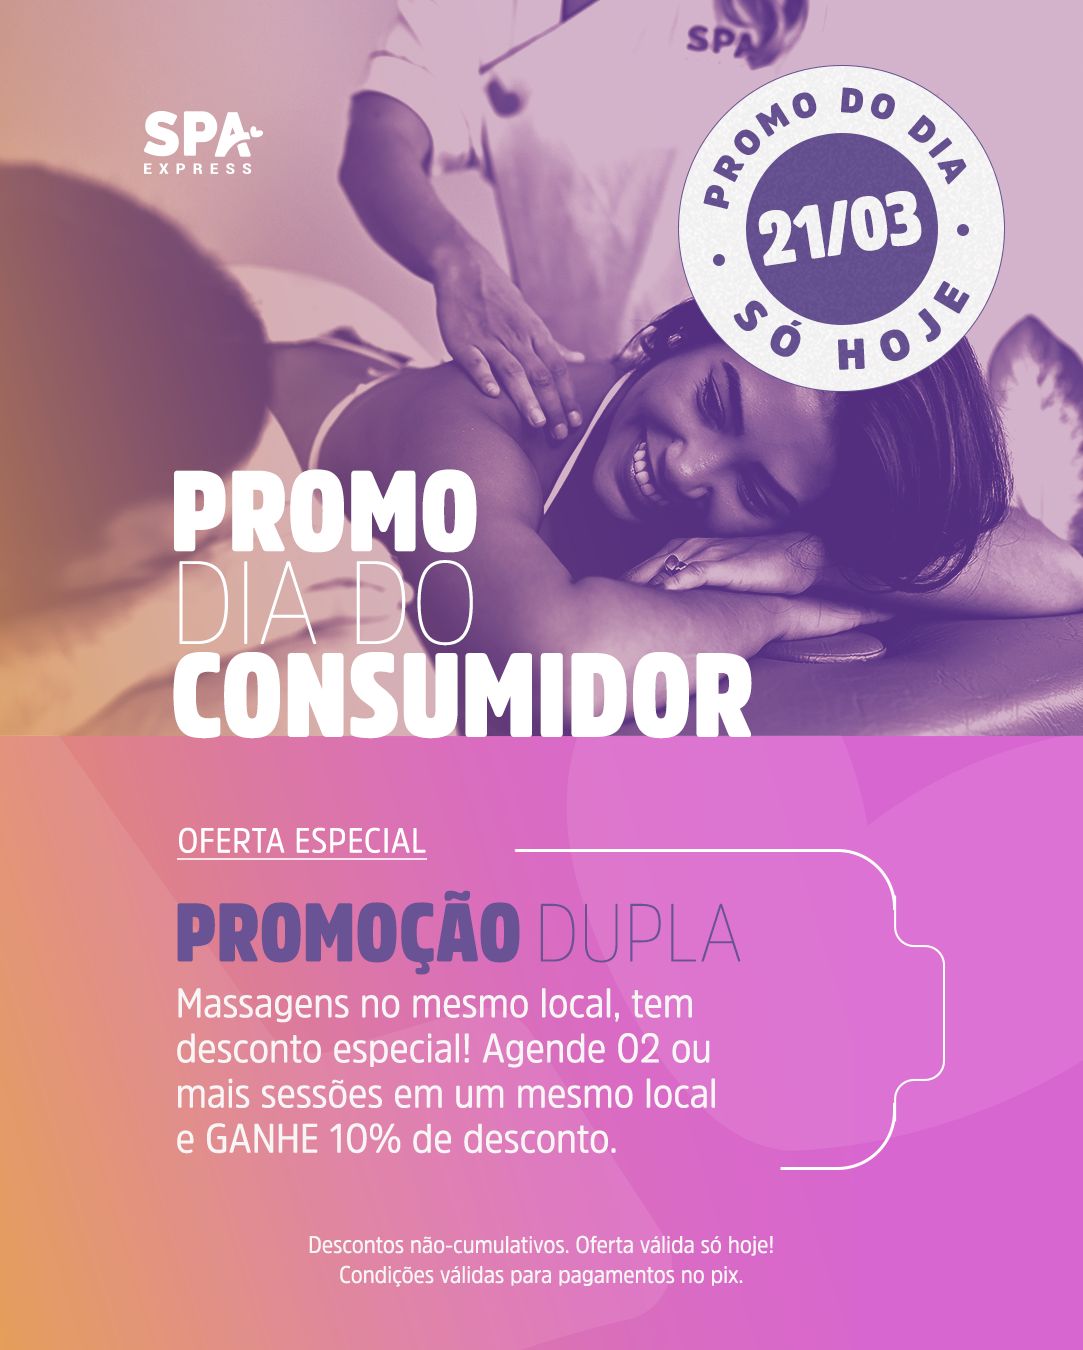 SPA
SPA
EXPRESS
PROMO DO DIA
21/03
SÓ HOJE
PROMO
DIA DO
CONSUMIDOR
OFERTA ESPECIAL
PROMOÇÃO DUPLA
Massagens no mesmo local, tem
desconto especial! Agende 02 ou
mais sessões em um mesmo local
e GANHE 10% de desconto.
Descontos não-cumulativos. Oferta válida só hoje!
Condições válidas para pagamentos no pix.